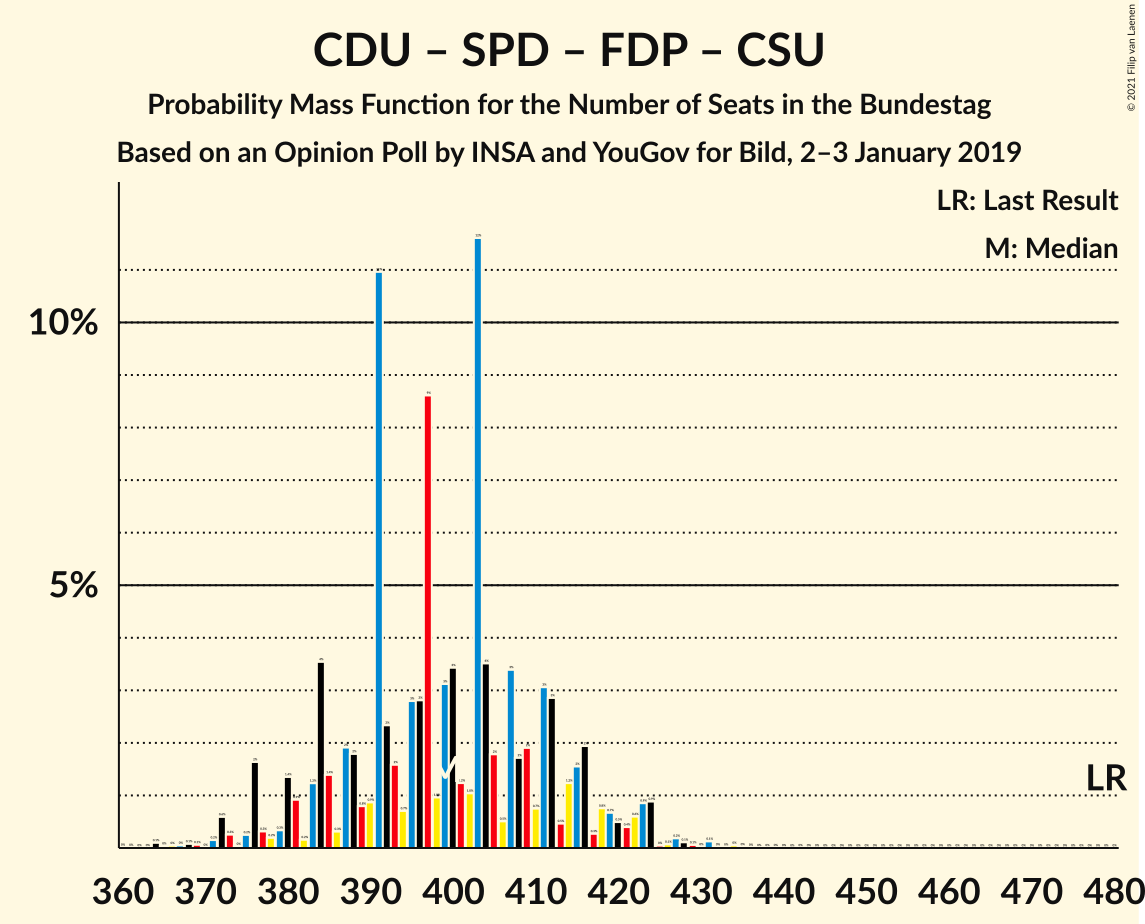 CDU – SPD – FDP – CSU
Probability Mass Function for the Number of Seats in the Bundestag
Based on an Opinion Poll by INSA and YouGov for Bild, 2–3 January 2019
© 2021 Filip van Laenen
LR: Last Result
M: Median
10%
5%
LR
360 370 380 390 400 410 420 430 440 450 460 470 480